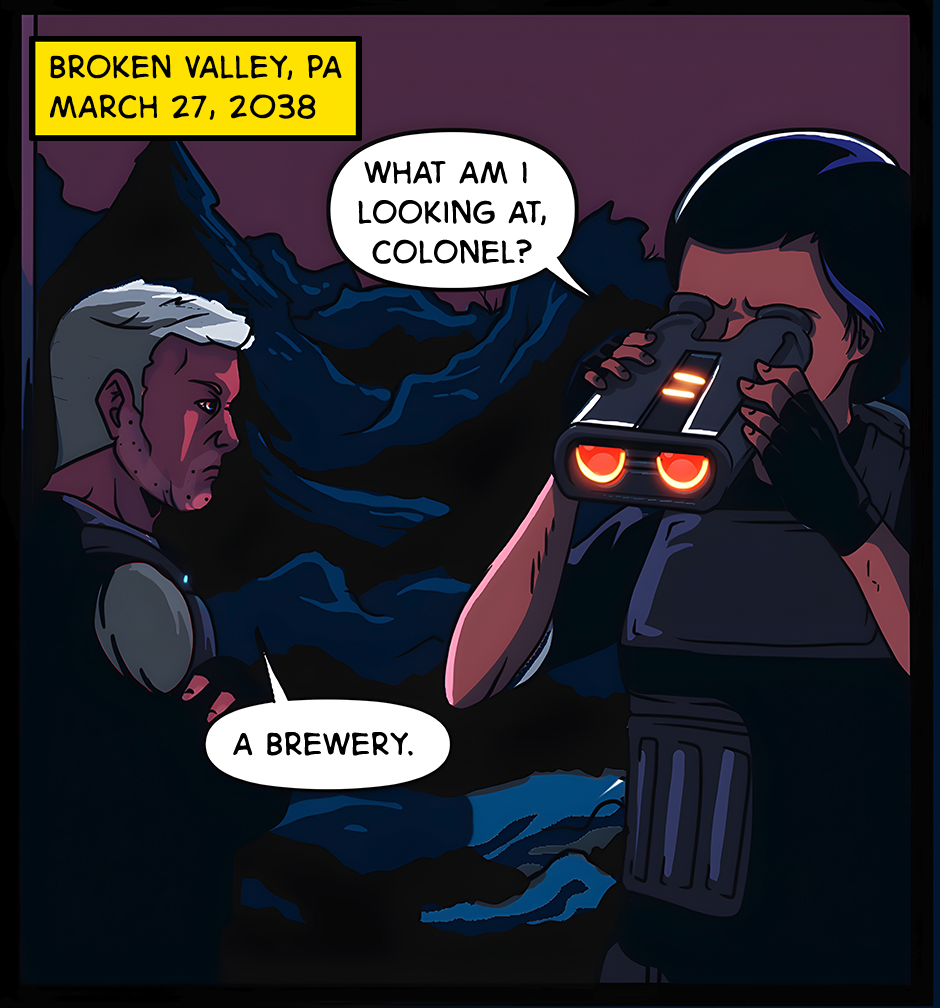 BROKEN VALLEY, PA
MARCH 27, 2038
WHAT AM I
LOOKING AT,
COLONEL?
A BREWERY.